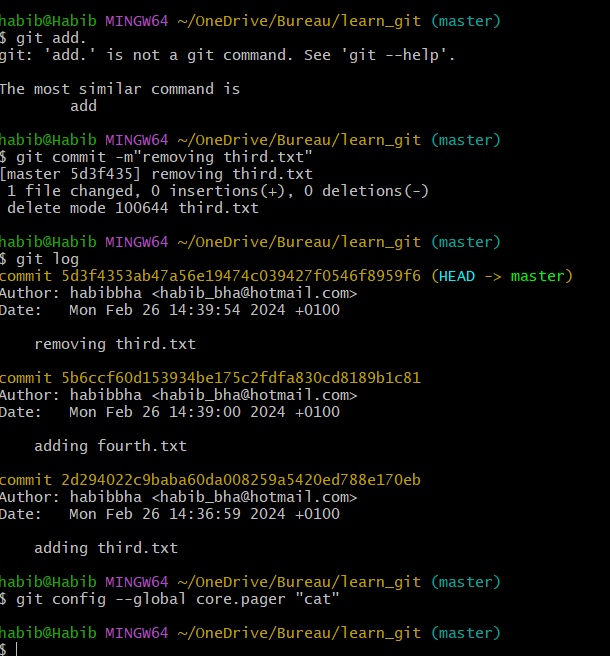 habib@Habib MINGW64 ~/OneDrive/Bureau/learn_git (master)
$ git add.
git: 'add.' is not a git command. See 'git --help'.
The most similar command is
add
habib@Habib MINGW64 ~/OneDrive/Bureau/learn_git (master)
$ git commit -m"removing third.txt"
[master 5d3f435] removing third.txt
1 file changed, 0 insertions(+), 0 deletions(-)
delete mode 100644 third.txt
habib@Habib MINGW64 ~/OneDrive/Bureau/learn_git (master)
$ git log
commit 5d3f4353ab47a56e19474c039427f0546f8959f6 (HEAD -> master)
Author: habibbha <habib_bha@hotmail.com>
Date:   Mon Feb 26 14:39:54 2024 +0100
removing third.txt
commit 5b6ccf60d153934be175c2fdfa830cd8189b1c81
Author: habibbha <habib_bha@hotmail.com>
Date:   Mon Feb 26 14:39:00 2024 +0100
adding fourth.txt
commit 2d294022c9baba60da008259a5420ed788e170eb
Author: habibbha <habib_bha@hotmail.com>
Date:   Mon Feb 26 14:36:59 2024 +0100
adding third.txt
habib@Habib MINGW64 ~/OneDrive/Bureau/learn_git (master)
$ git config --global core.pager "cat"
habib@Habib MINGW64 ~/OneDrive/Bureau/learn_git (master)
$